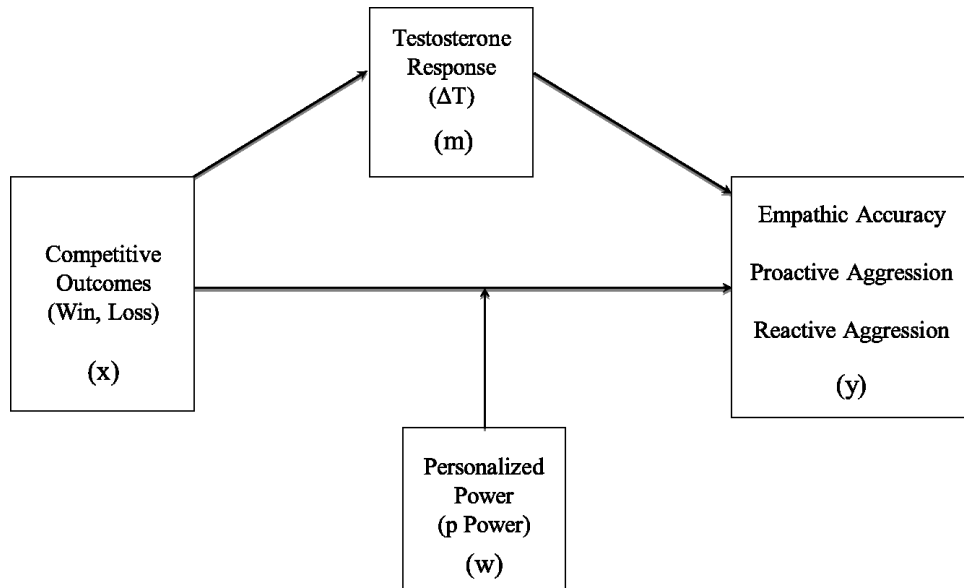 Testosterone
Response
(ΔT)
(m)
Competitive
Outcomes
(Win, Loss)
(x)
Empathic Accuracy
Proactive Aggression
Reactive Aggression
(y)
Personalized
Power
(p Power)
(w)